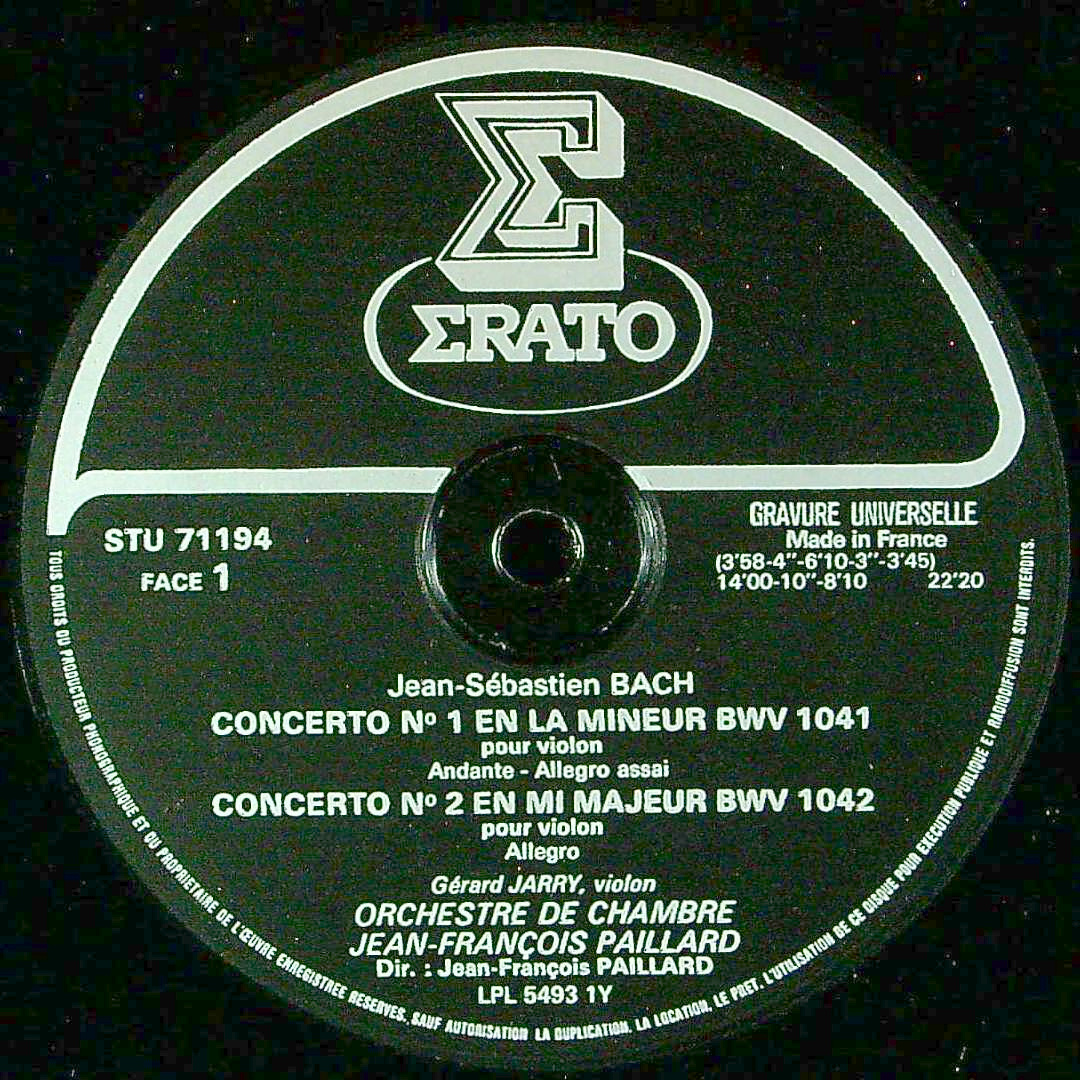 Σ
ΣRATO
STU 71194
FACE 1
GRAVURE UNIVERSELLE
Made in France
(3'58-4"-6'10-3"-3'45)
14'00-10"-8'10 22'20
Jean-Sébastien BACH
CONCERTO Nº 1 EN LA MINEUR BWV 1041
pour violon
Andante - Allegro assai
CONCERTO Nº 2 EN MI MAJEUR BWV 1042
pour violon
Allegro
Gérard JARRY, violon
ORCHESTRE DE CHAMBRE
JEAN-FRANÇOIS PAILLARD
Dir. : Jean-François PAILLARD
LPL 5493 1Y
TOUS DROITS DU PRODUCTEUR PHONOGRAPHIQUE ET DU PROPRIETAIRE DE L'ŒUVRE ENREGISTREE RESERVES. SAUF AUTORISATION LA DUPLICATION, LA LOCATION, LE PRET, L'UTILISATION DE CE DISQUE POUR EXECUTION PUBLIQUE ET RADIODIFFUSION SONT INTERDITS.